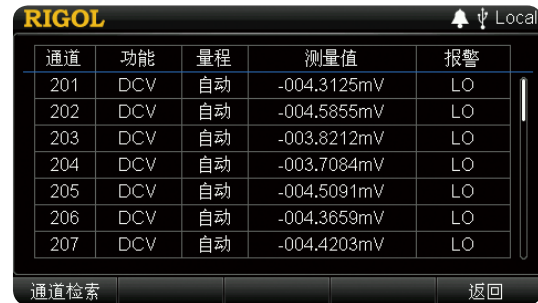 RIGOL Local
通道 功能 量程 测量值 报警
201 DCV 自动 -004.3125mV LO
202 DCV 自动 -004.5855mV LO
203 DCV 自动 -003.8212mV LO
204 DCV 自动 -003.7084mV LO
205 DCV 自动 -004.5091mV LO
206 DCV 自动 -004.3659mV LO
207 DCV 自动 -004.4203mV LO
通道检索 返回